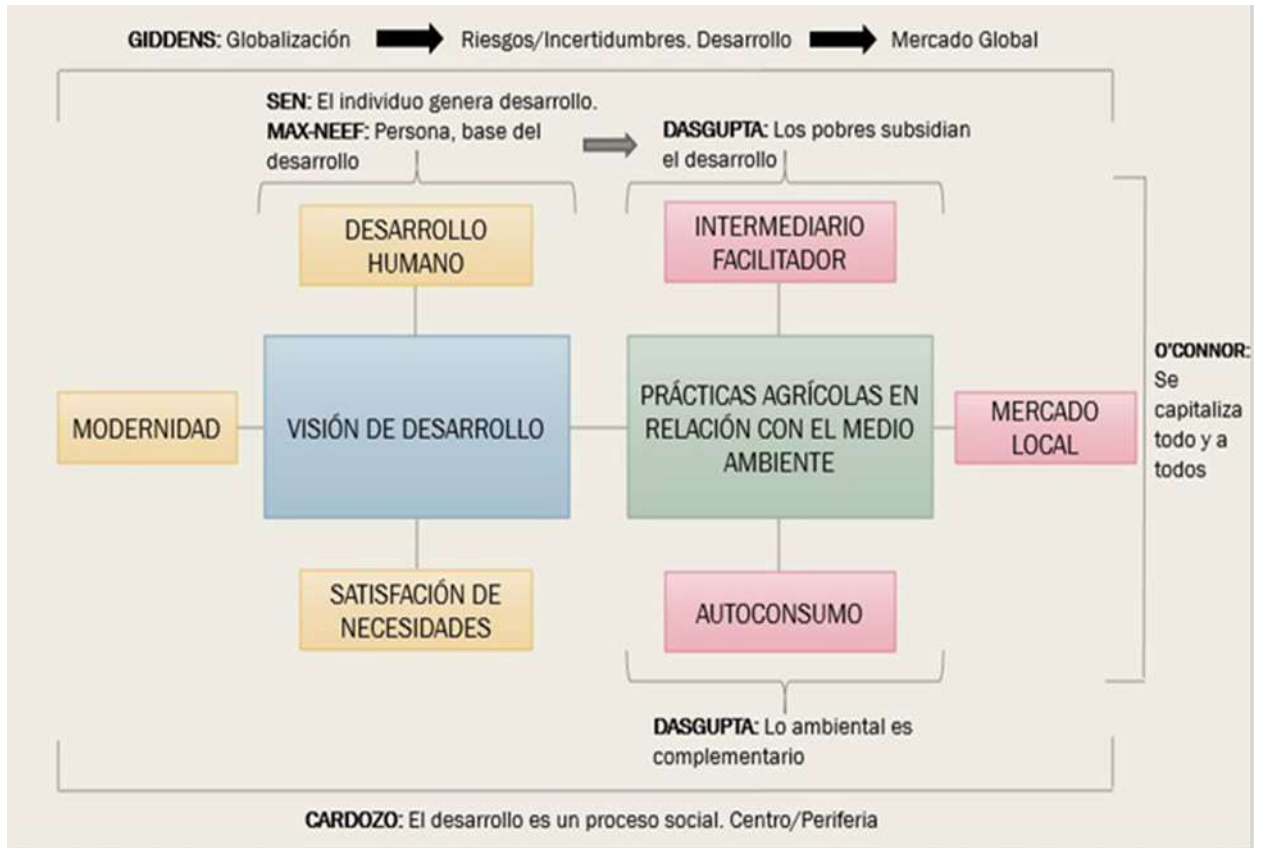 GIDDENS: Globalización
Riesgos/Incertidumbres. Desarrollo
Mercado Global
SEN: El individuo genera desarrollo.
MAX-NEEF: Persona, base del
desarrollo
DASGUPTA: Los pobres subsidian
el desarrollo
DESARROLLO
HUMANO
INTERMEDIARIO
FACILITADOR
MODERNIDAD
VISIÓN DE DESARROLLO
PRÁCTICAS AGRÍCOLAS EN
RELACIÓN CON EL MEDIO
AMBIENTE
MERCADO
LOCAL
O'CONNOR:
Se
capitaliza
todo y a
todos
SATISFACIÓN DE
NECESIDADES
AUTOCONSUMO
DASGUPTA: Lo ambiental es
complementario
CARDOZO: El desarrollo es un proceso social. Centro/Periferia